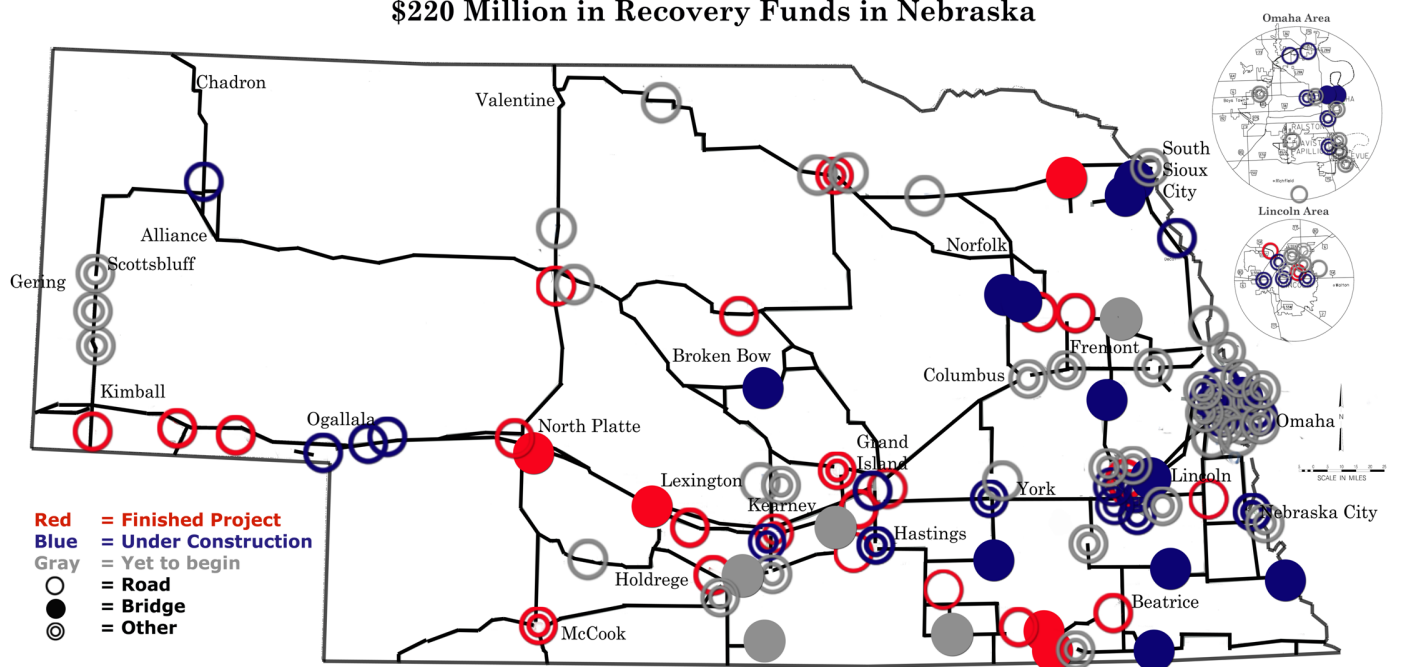 $220 Million in Recovery Funds in Nebraska
Omaha Area
Chadron
Valentine
South
Sioux
City
RALSTON
Lincoln Area
Alliance
Norfolk
Scottsbluff
Gering
Broken Bow
Fremont
Columbus
Kimball
Ogallala
North Platte
Omaha
N
Grand
Island
Lexington
Lincoln
SCALE IN MILES
York
Kearney
Nebraska City
Hastings
Holdrege
Beatrice
McCook
Red = Finished Project
Blue = Under Construction
Gray = Yet to begin
= Road
= Bridge
= Other